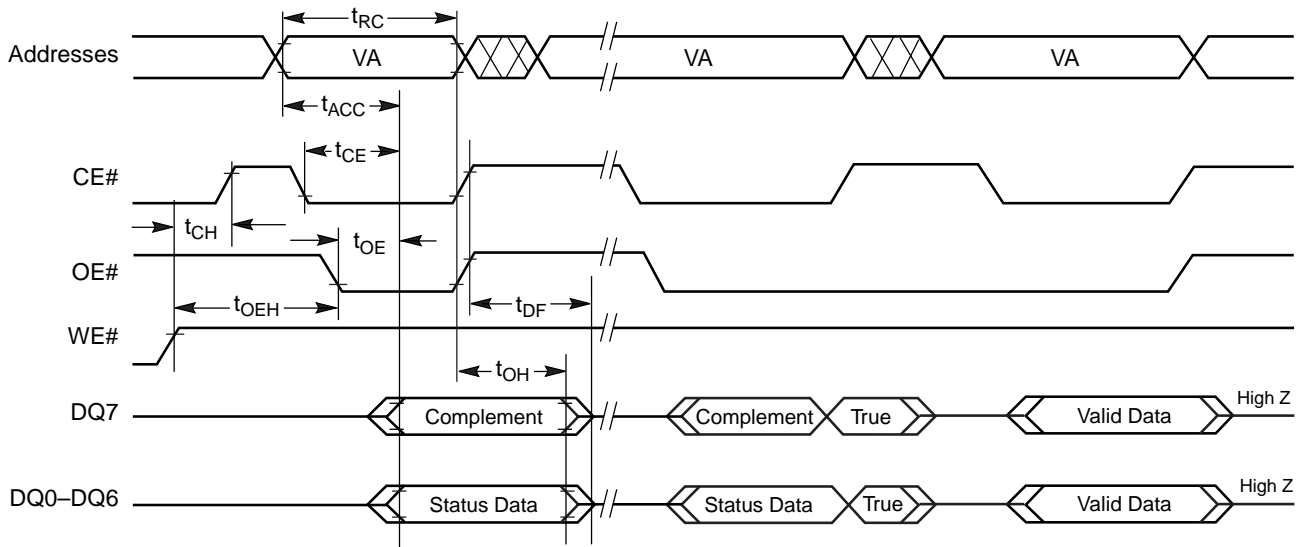 tRC
Addresses VA VA VA
tACC
tCE
CE#
tCH tOE
OE#
tOEH tDF
WE#
tOH
DQ7 Complement Complement True Valid Data High Z
DQ0–DQ6 Status Data Status Data True Valid Data High Z